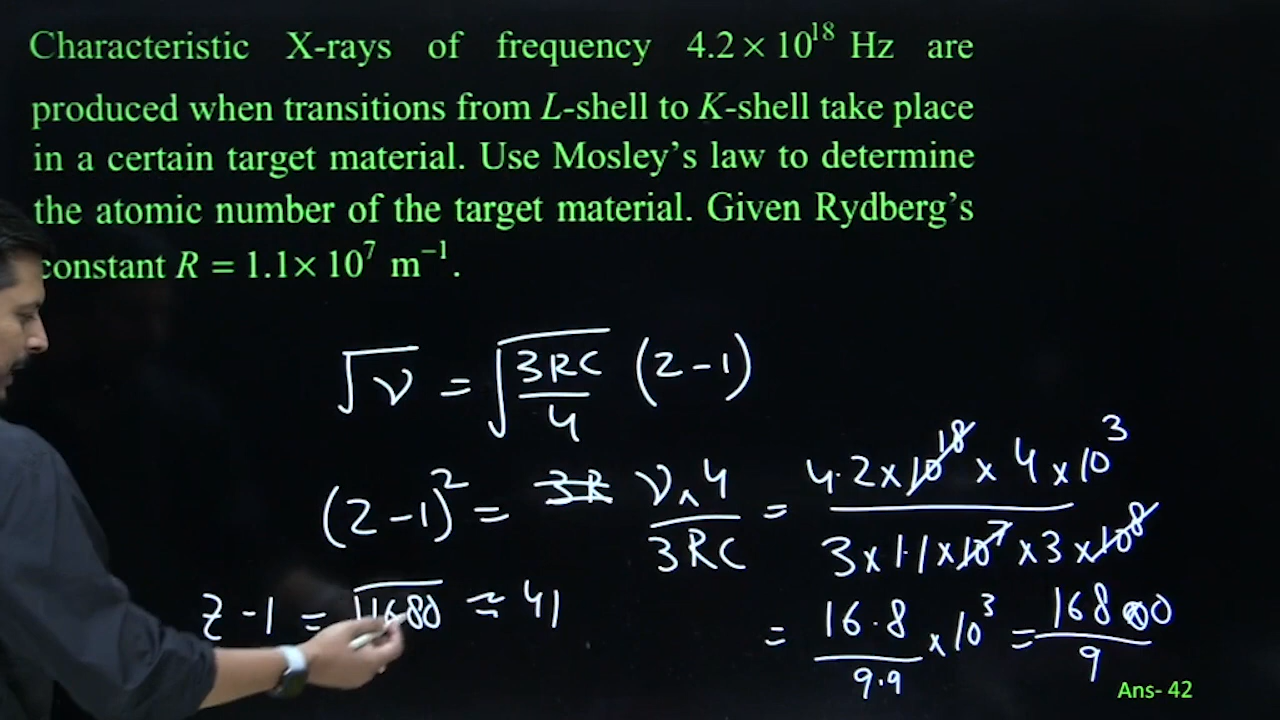 Characteristic X-rays of frequency 4.2 × 10¹⁸ Hz are
produced when transitions from L-shell to K-shell take place
in a certain target material. Use Mosley's law to determine
the atomic number of the target material. Given Rydberg's
constant R = 1.1× 10⁷ m⁻¹.
√ν = √(3RC/4) (Z-1)
(Z-1)² = 3R ν×4/3RC = 4.2×10¹⁸ × 4 ×10³/3×1.1×10⁷×3×10⁸
= 16.8/9.9 ×10³ = 16800/9
Z-1 = √1680 ≈ 41
Ans- 42